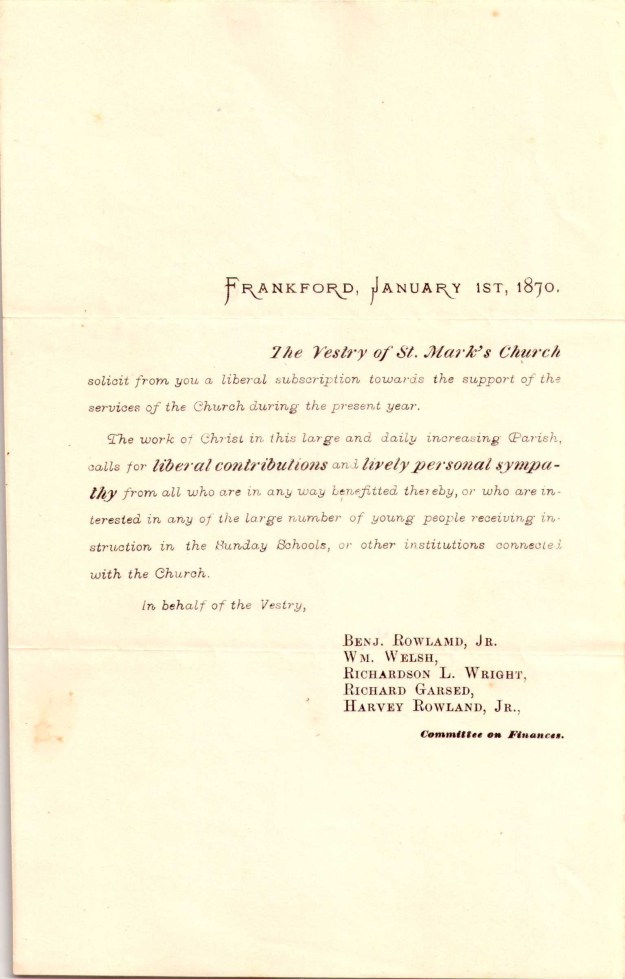 FRANKFORD, JANUARY 1ST, 1870.
The Vestry of St. Mark's Church
solicit from you a liberal subscription towards the support of the
services of the Church during the present year.
The work of Christ in this large and daily increasing Parish,
calls for liberal contributions and lively personal sympa-
thy from all who are in any way benefitted thereby, or who are in-
terested in any of the large number of young people receiving in-
struction in the Sunday Schools, or other institutions connected
with the Church.
In behalf of the Vestry,
BENJ. ROWLAMD, JR.
WM. WELSH,
RICHARDSON L. WRIGHT,
RICHARD GARSED,
HARVEY ROWLAND, JR.,
Committee on Finances.